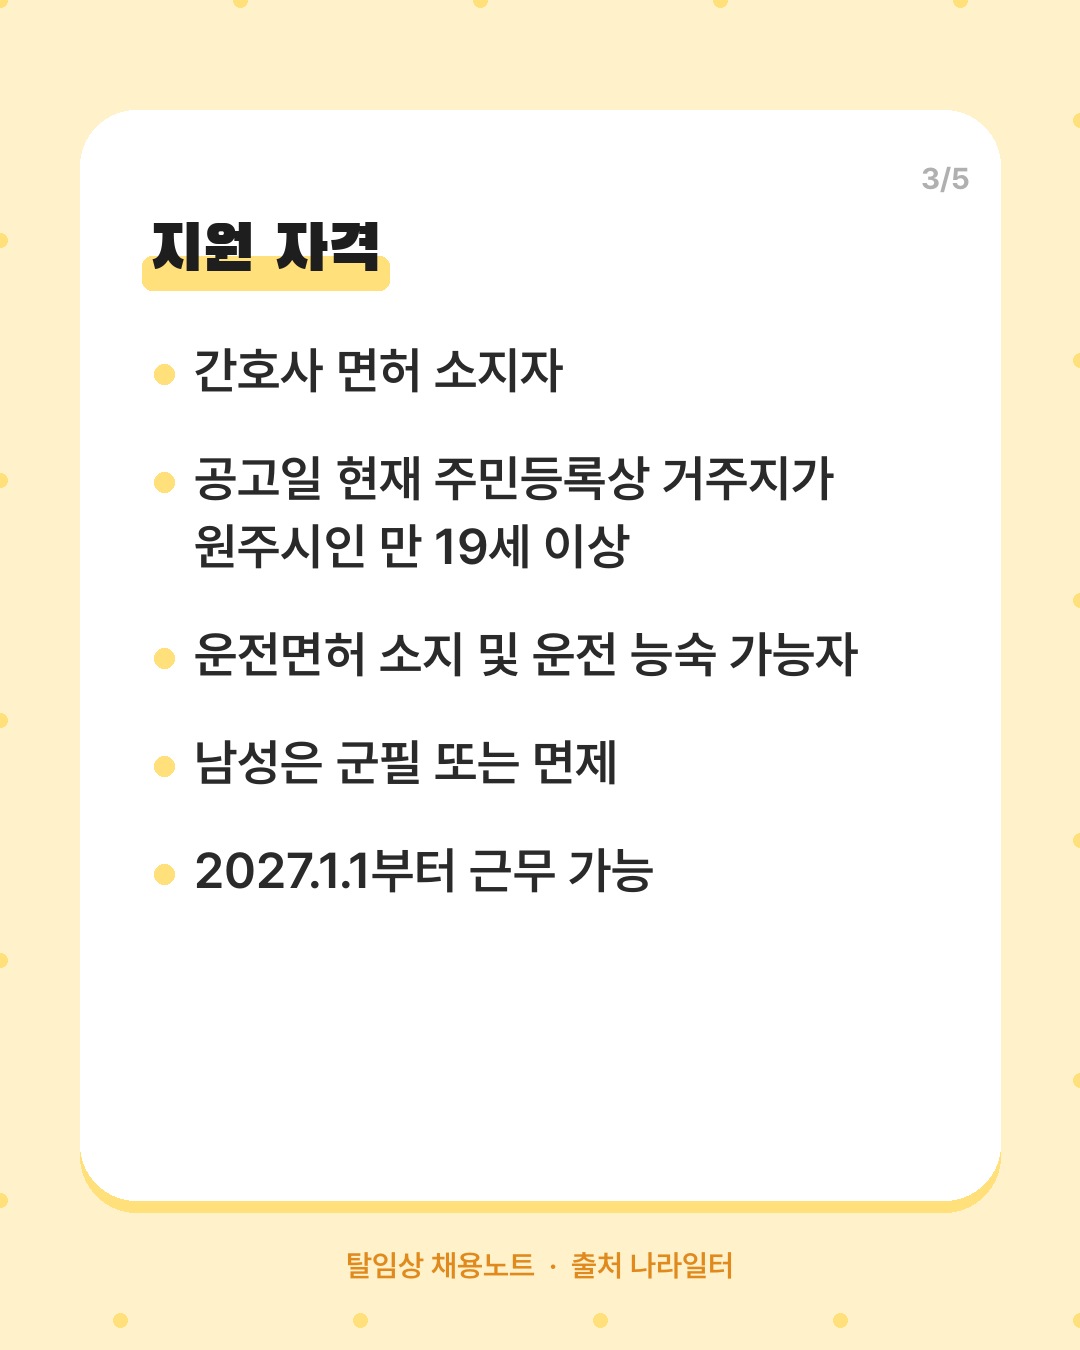 3/5
지원 자격
간호사 면허 소지자
공고일 현재 주민등록상 거주지가
원주시인 만 19세 이상
운전면허 소지 및 운전 능숙 가능자
남성은 군필 또는 면제
2027.1.1부터 근무 가능
탈임상 채용노트 · 출처 나라일터